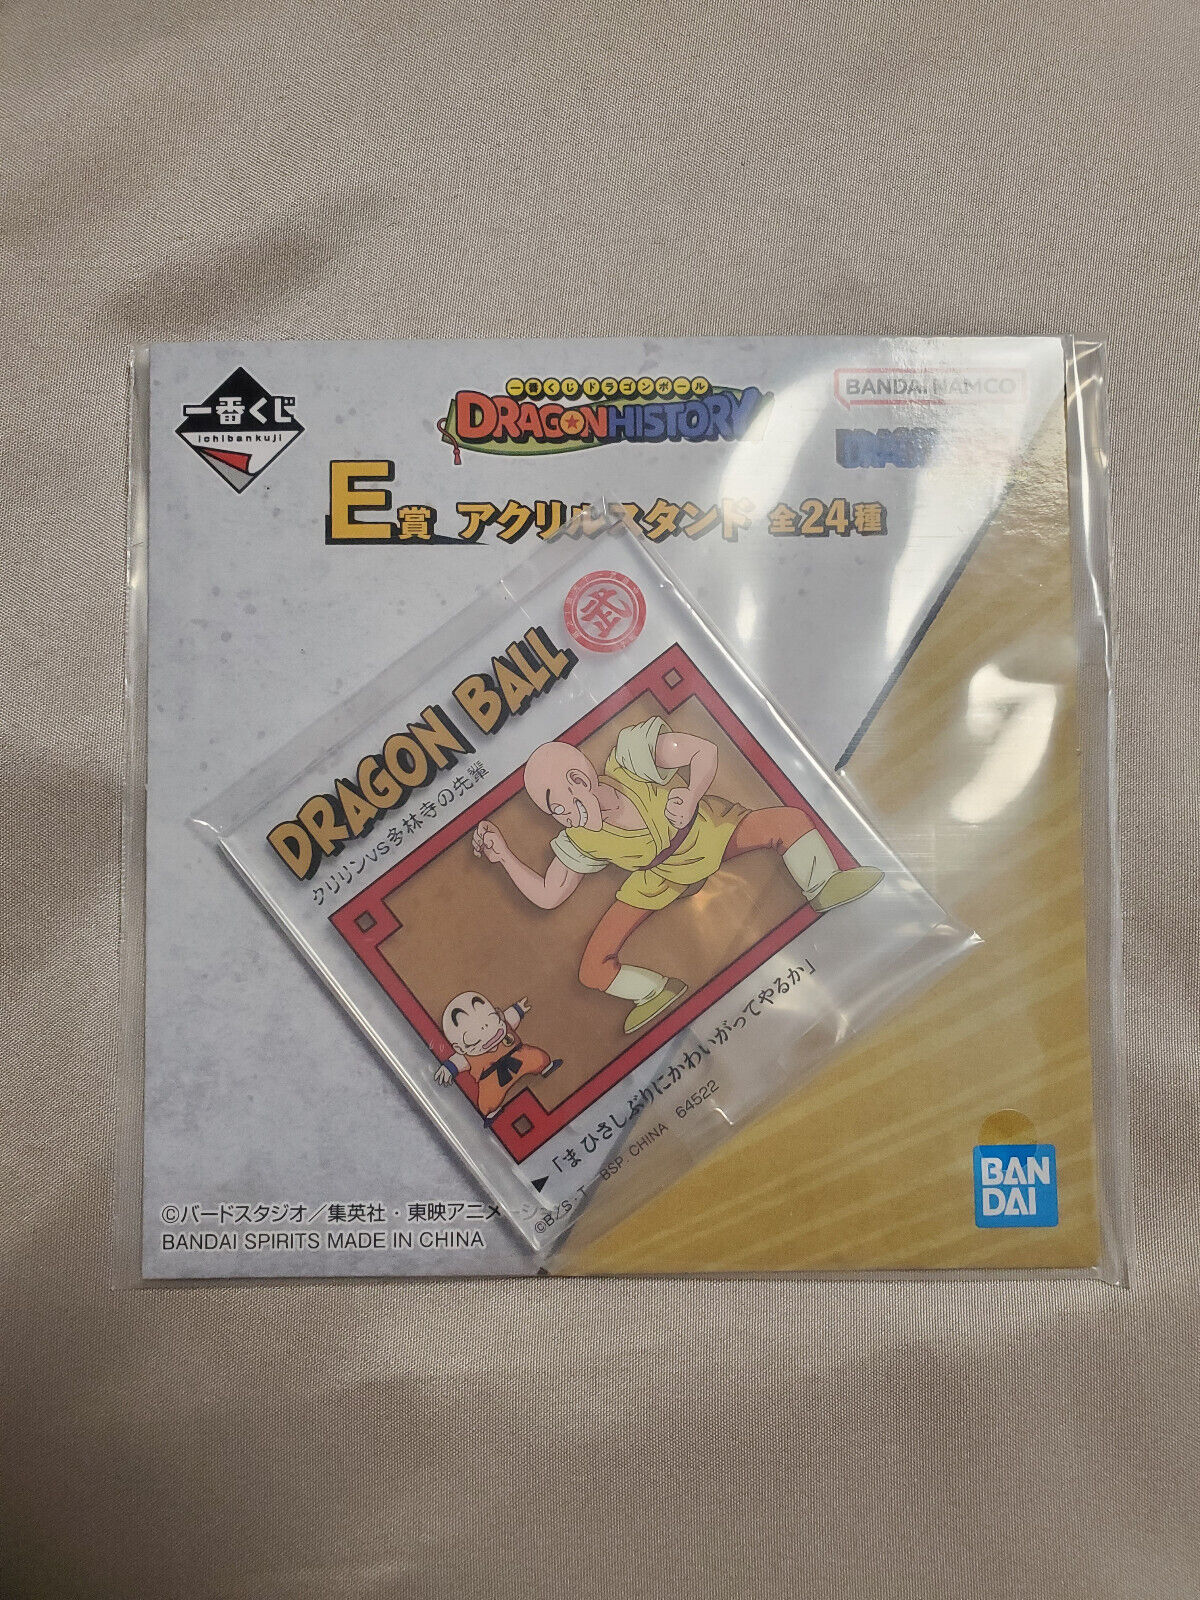 一番くじ
ichibankuji
一番くじ ドラゴンボール
DRAGON HISTORY
BANDAI NAMCO
E賞 アクリルスタンド 全24種
武
DRAGON BALL
クリリンVS多林寺の先輩
「ま ひさしぶりにかわいがってやるか」
©B/S・T BSP. CHINA 64522
©バードスタジオ／集英社・東映アニメーショ
BANDAI SPIRITS MADE IN CHINA
BAN
DAI